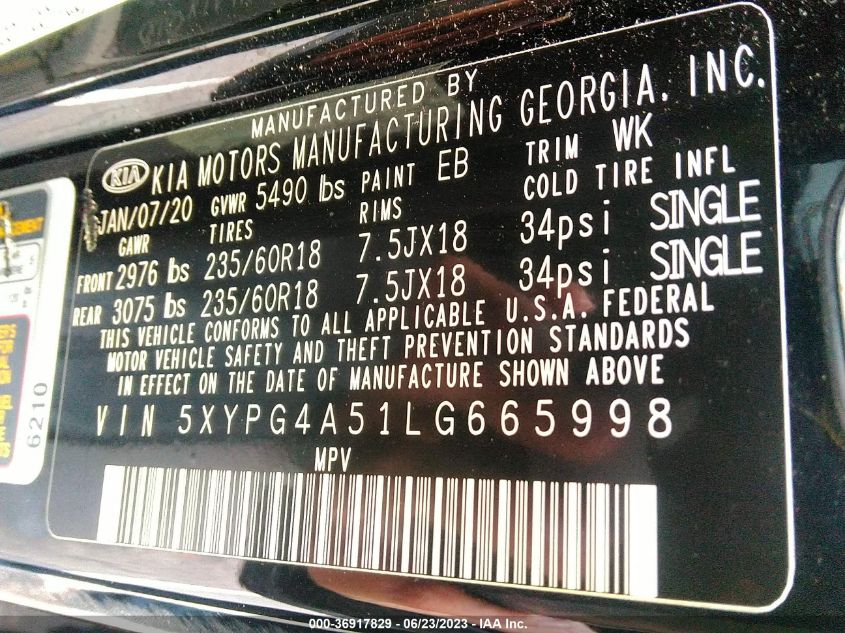 MANUFACTURED BY
KIA KIA MOTORS MANUFACTURING GEORGIA. INC.
JAN/07/20 GVWR 5490 lbs PAINT EB TRIM WK
GAWR TIRES RIMS COLD TIRE INFL
FRONT 2976 lbs 235/60R18 7.5JX18 34psi SINGLE
REAR 3075 lbs 235/60R18 7.5JX18 34psi SINGLE
THIS VEHICLE CONFORMS TO ALL APPLICABLE U.S.A. FEDERAL
MOTOR VEHICLE SAFETY AND THEFT PREVENTION STANDARDS
IN EFFECT ON THE DATE OF MANUFACTURE SHOWN ABOVE
VIN 5XYPG4A51LG665998
MPV
6210
000-36917829 - 06/23/2023 - IAA Inc.